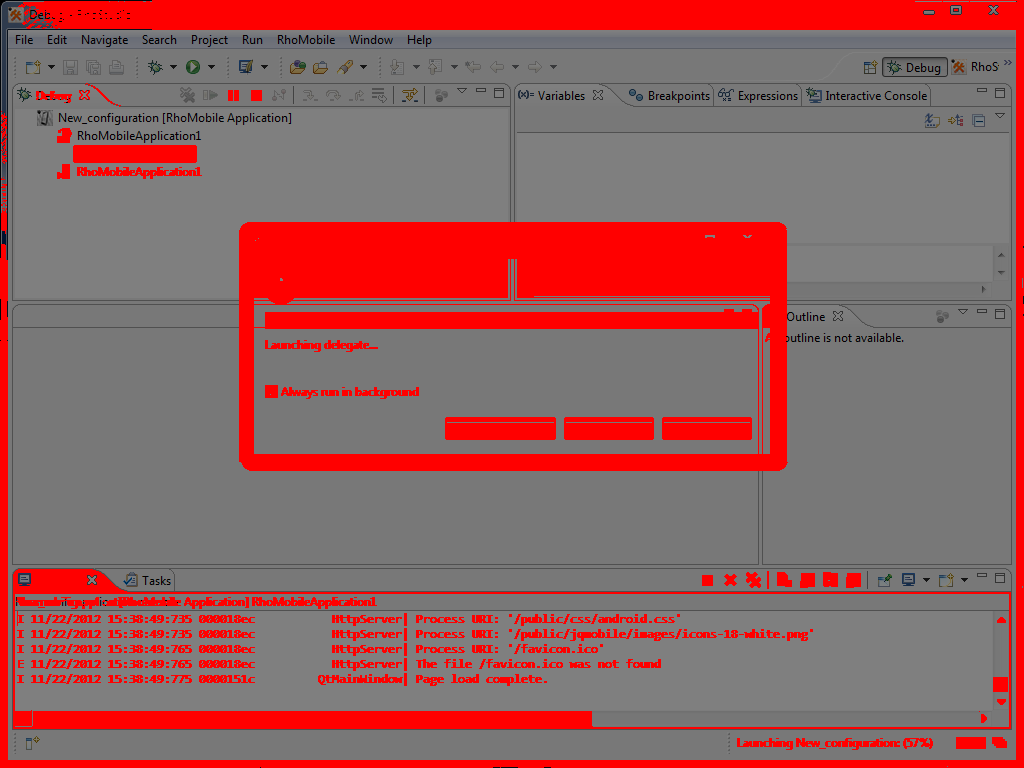 File Edit Navigate Search Project Run RhoMobile Window Help
Debug RhoS
Debug Variables Breakpoints Expressions Interactive Console
New_configuration [RhoMobile Application]
RhoMobileApplication1
RhoMobileApplication1
Outline
outline is not available.
Launching delegate...
Always run in background
Tasks
New_configuration [RhoMobile Application] RhoMobileApplication1
I 11/22/2012 15:38:49:735 000018ec HttpServer| Process URI: '/public/css/android.css'
I 11/22/2012 15:38:49:735 000018ec HttpServer| Process URI: '/public/jqmobile/images/icons-18-white.png'
I 11/22/2012 15:38:49:765 000018ec HttpServer| Process URI: '/favicon.ico'
E 11/22/2012 15:38:49:765 000018ec HttpServer| The file /favicon.ico was not found
I 11/22/2012 15:38:49:775 0000151c QtMainWindow| Page load complete.
Launching New_configuration: (57%)